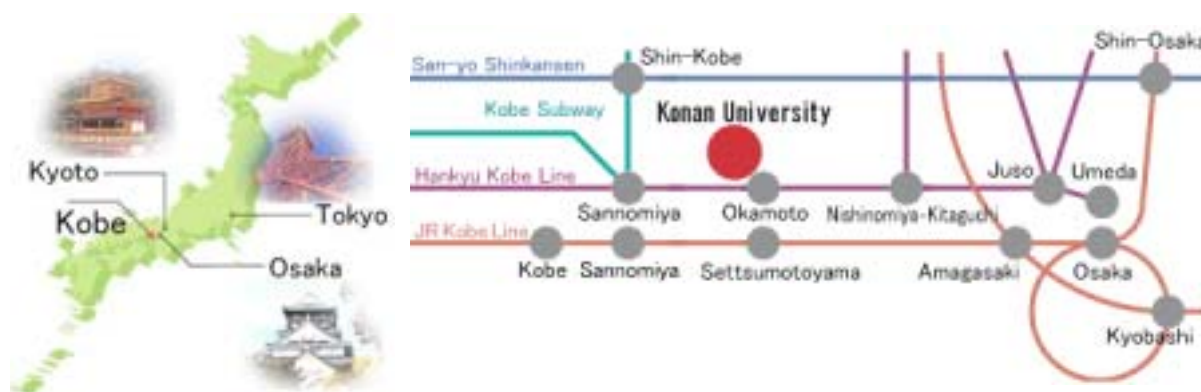 Kyoto
Kobe
Tokyo
Osaka
San-yo Shinkansen
Shin-Kobe
Shin-Osaka
Kobe Subway
Konan University
Hankyu Kobe Line
Juso
Umeda
Sannomiya
Okamoto
Nishinomiya-Kitaguchi
JR Kobe Line
Kobe
Sannomiya
Settsumotoyama
Amagasaki
Osaka
Kyobashi